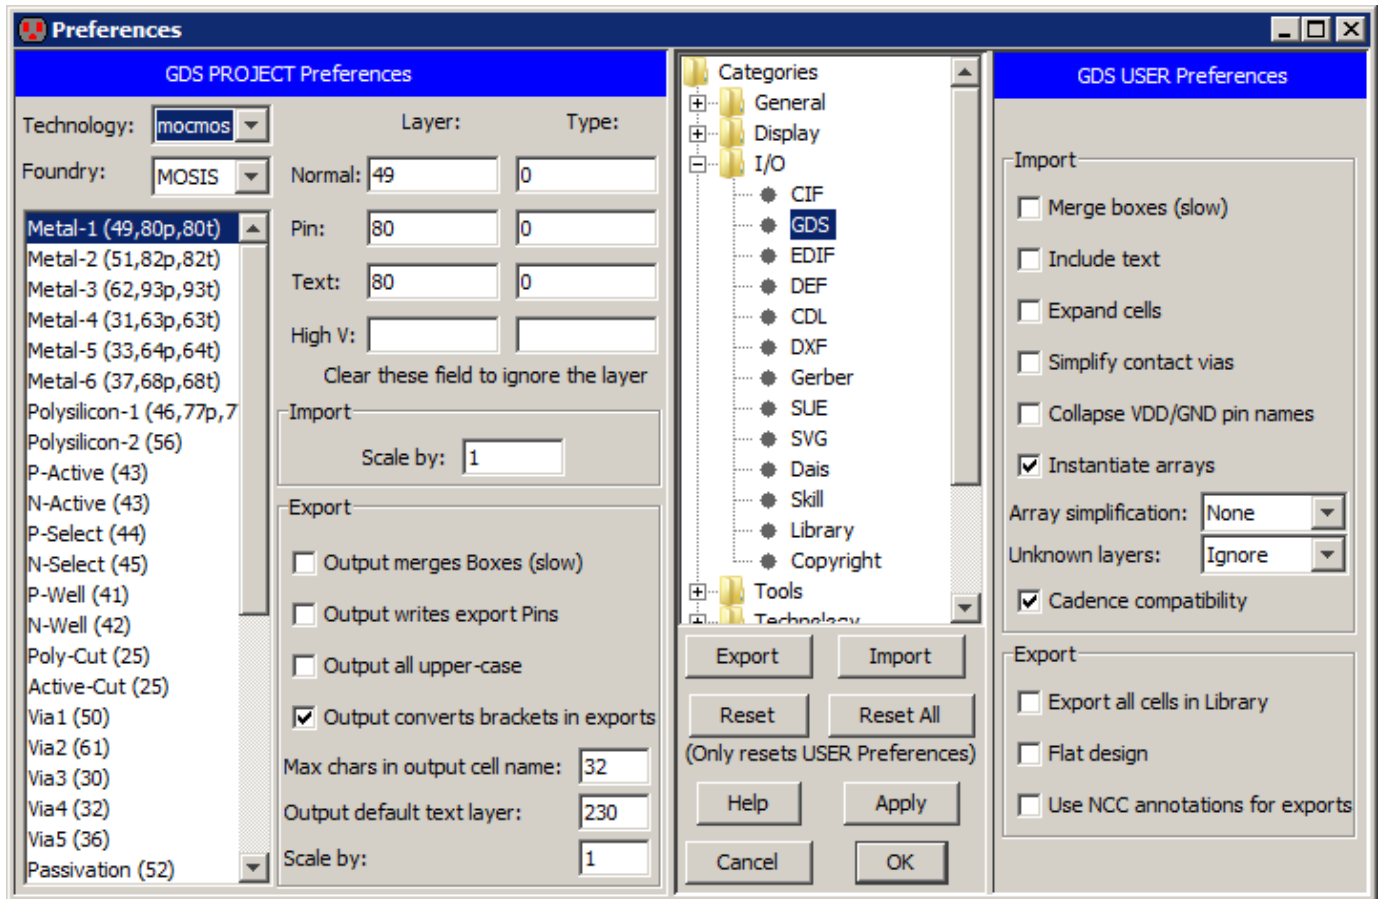 Preferences
GDS PROJECT Preferences
Technology: mocmos
Foundry: MOSIS
Metal-1 (49,80p,80t)
Metal-2 (51,82p,82t)
Metal-3 (62,93p,93t)
Metal-4 (31,63p,63t)
Metal-5 (33,64p,64t)
Metal-6 (37,68p,68t)
Polysilicon-1 (46,77p,7
Polysilicon-2 (56)
P-Active (43)
N-Active (43)
P-Select (44)
N-Select (45)
P-Well (41)
N-Well (42)
Poly-Cut (25)
Active-Cut (25)
Via1 (50)
Via2 (61)
Via3 (30)
Via4 (32)
Via5 (36)
Passivation (52)
Layer: Type:
Normal: 49 0
Pin: 80 0
Text: 80 0
High V:
Clear these field to ignore the layer
Import
Scale by: 1
Export
Output merges Boxes (slow)
Output writes export Pins
Output all upper-case
Output converts brackets in exports
Max chars in output cell name: 32
Output default text layer: 230
Scale by: 1
Categories
General
Display
I/O
CIF
GDS
EDIF
DEF
CDL
DXF
Gerber
SUE
SVG
Dais
Skill
Library
Copyright
Tools
Technology
Export Import
Reset Reset All
(Only resets USER Preferences)
Help Apply
Cancel OK
GDS USER Preferences
Import
Merge boxes (slow)
Include text
Expand cells
Simplify contact vias
Collapse VDD/GND pin names
Instantiate arrays
Array simplification: None
Unknown layers: Ignore
Cadence compatibility
Export
Export all cells in Library
Flat design
Use NCC annotations for exports